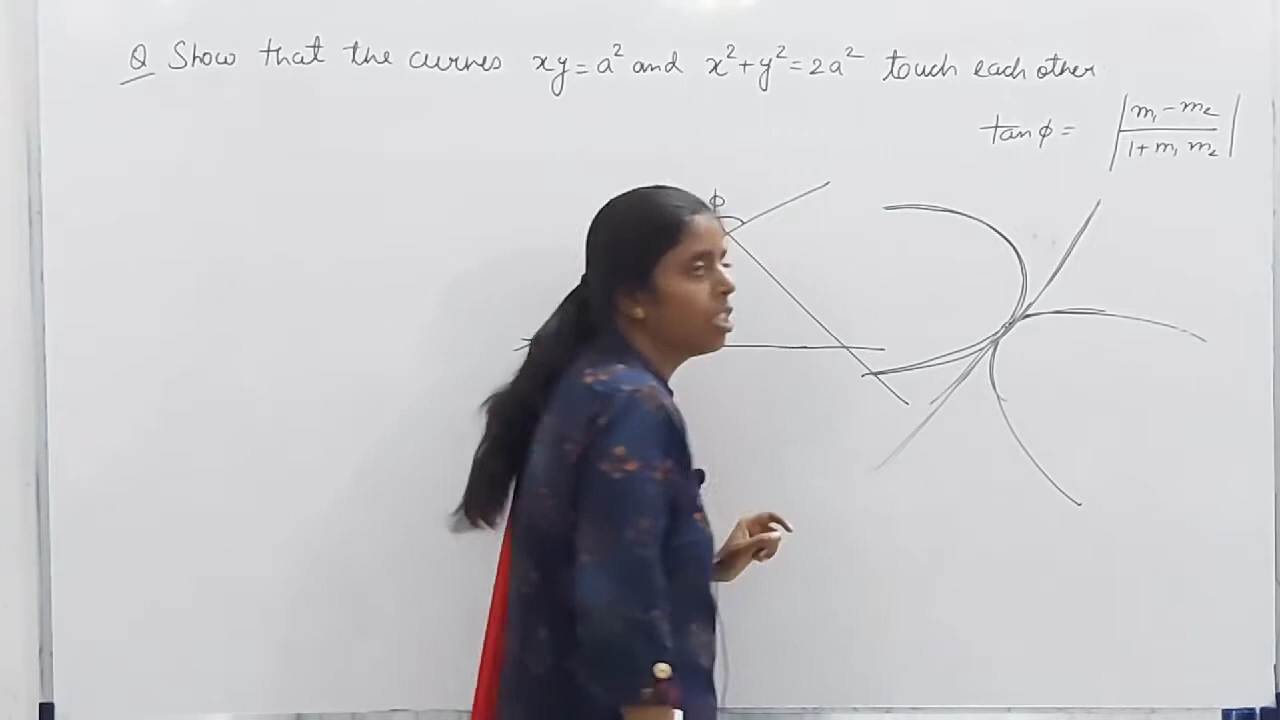 Q Show that the curves xy = a² and x² + y² = 2a² touch each other
tan ϕ = | m₁ - m₂ / 1 + m₁ m₂ |
ϕ